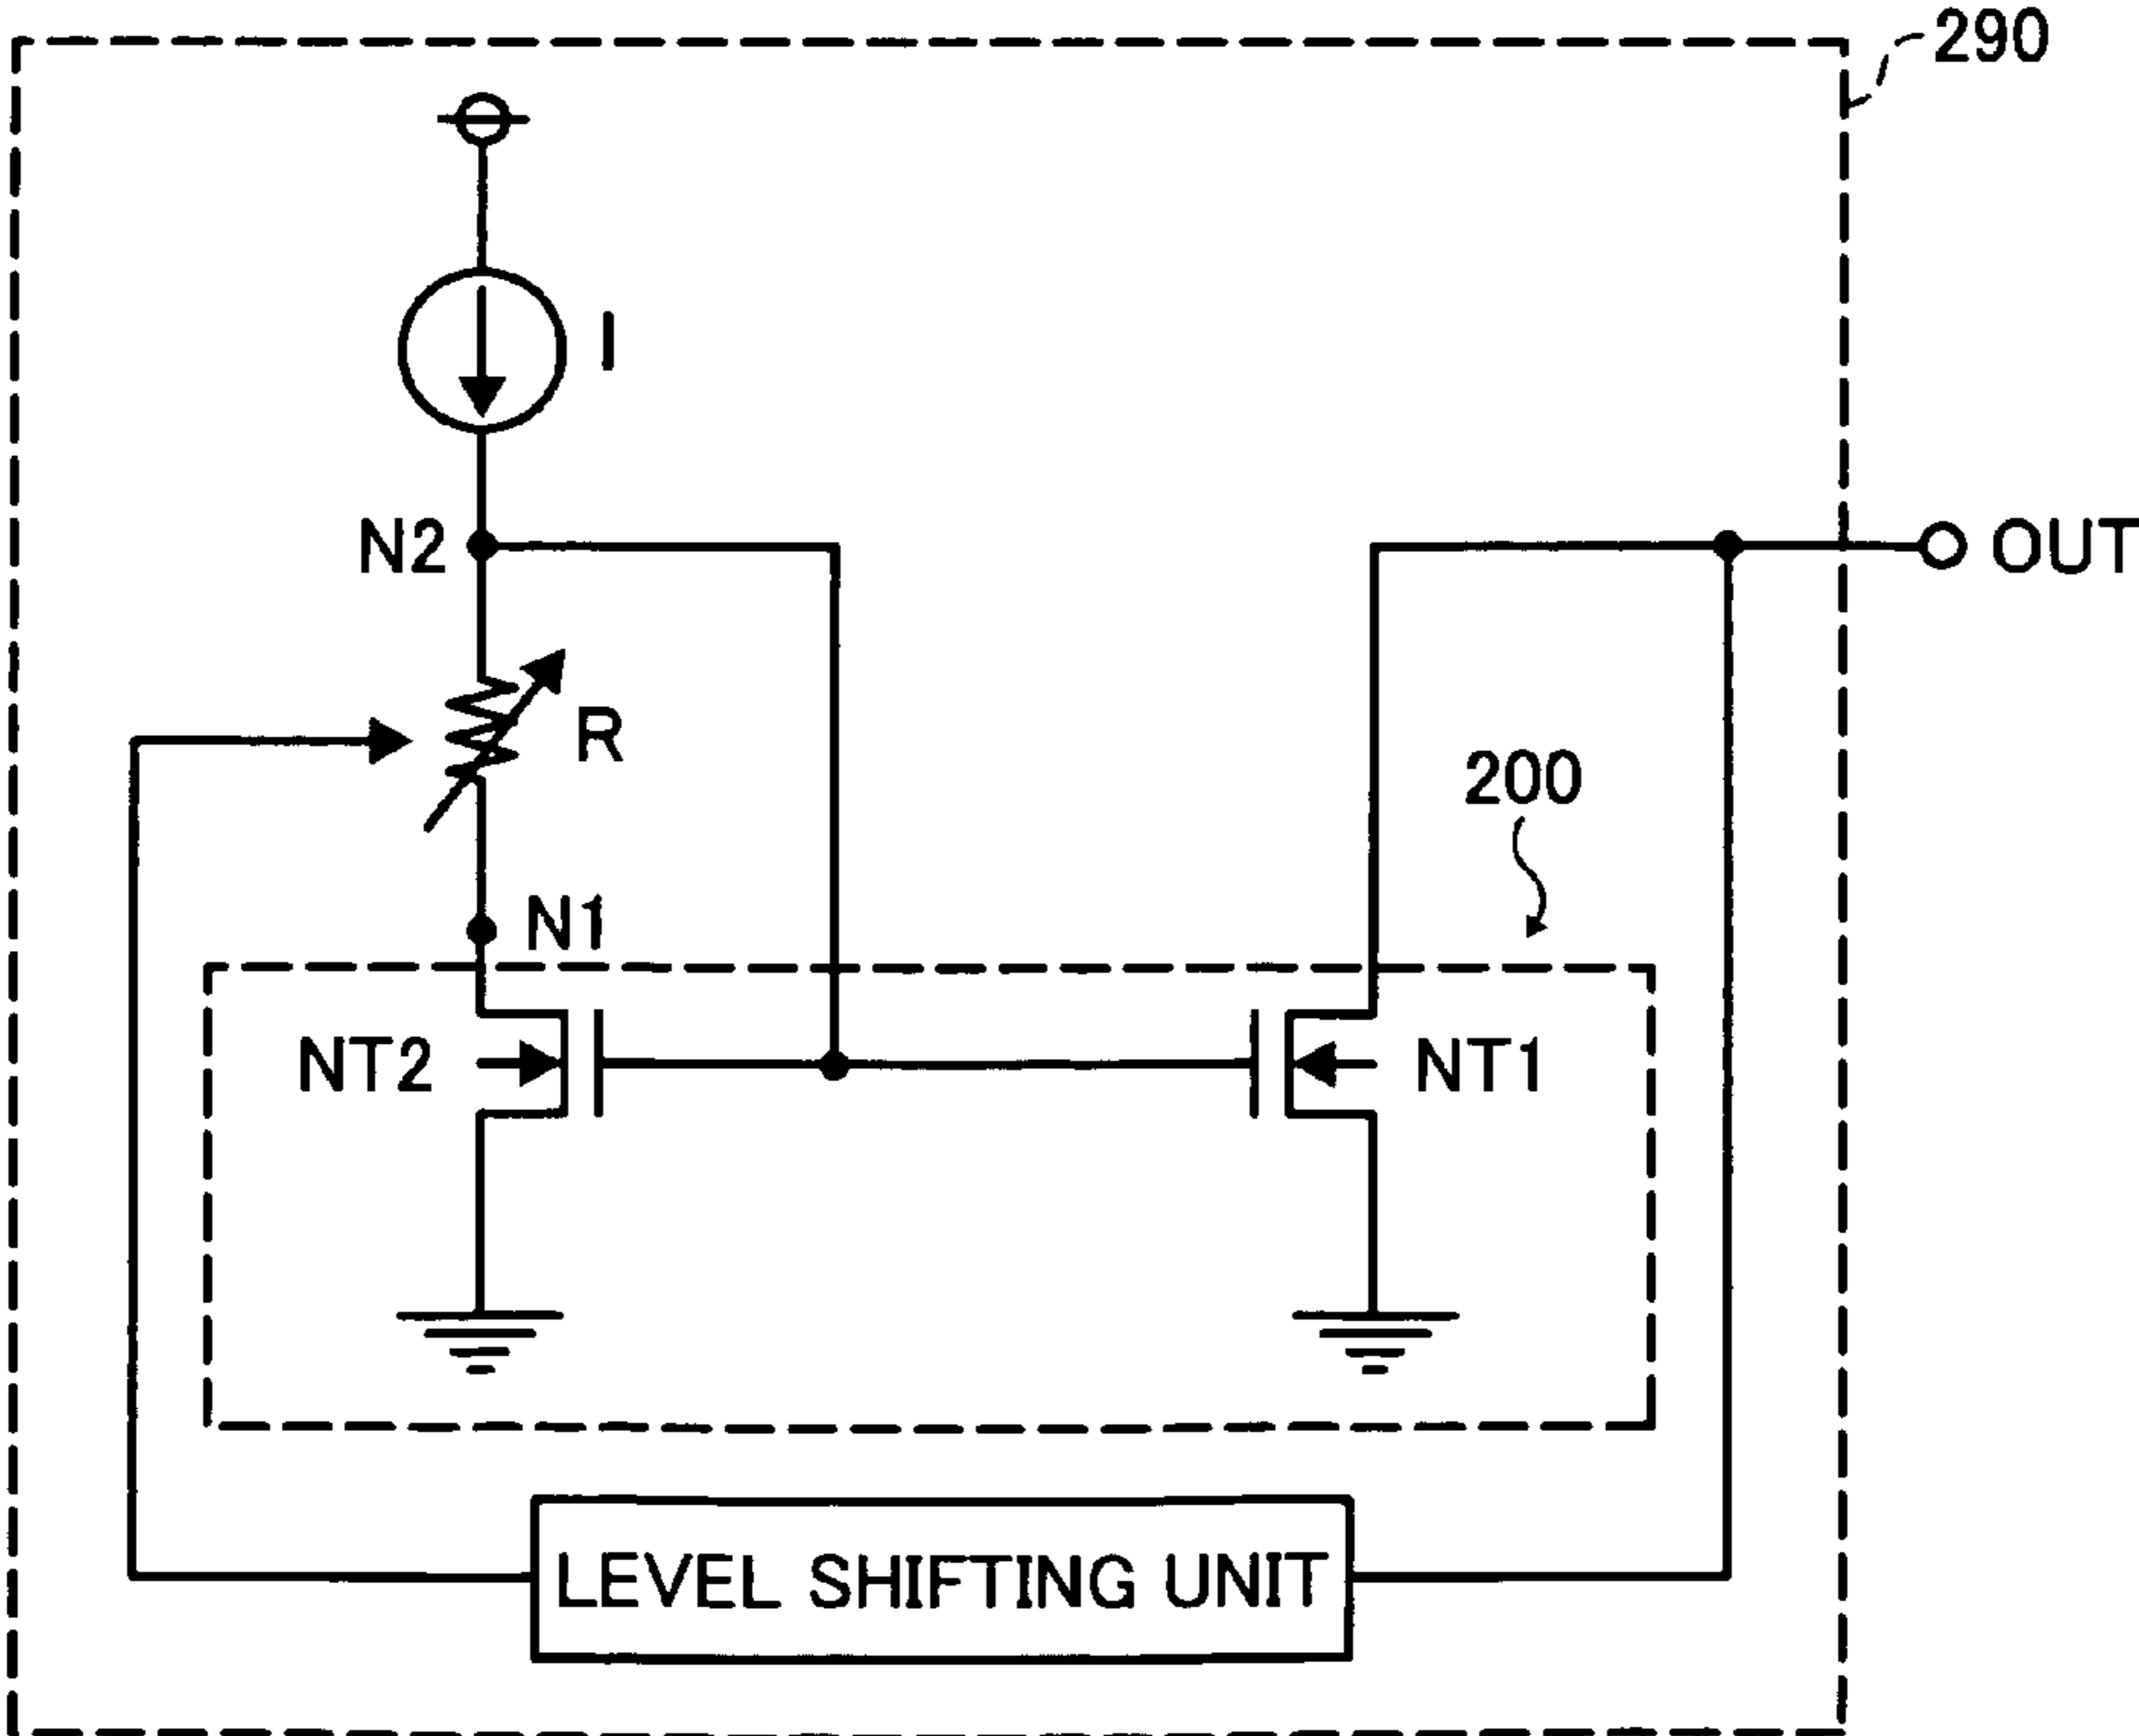 290
I
N2
OUT
R
200
N1
NT2
NT1
LEVEL SHIFTING UNIT